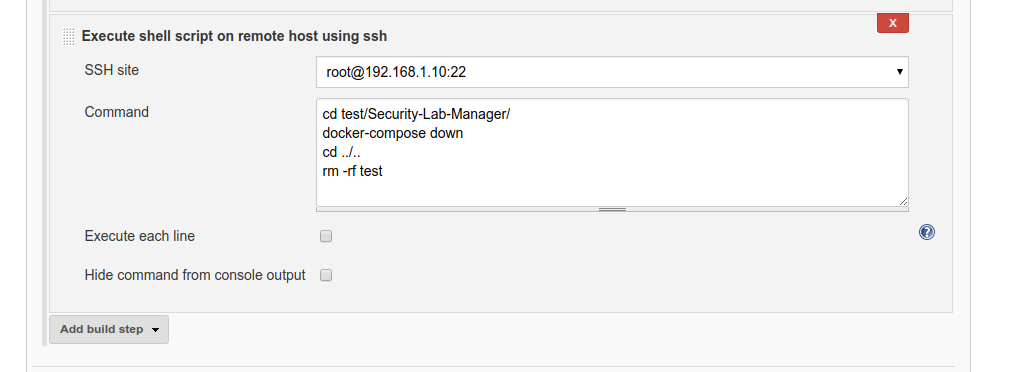 X
Execute shell script on remote host using ssh
SSH site
root@192.168.1.10:22
Command
cd test/Security-Lab-Manager/
docker-compose down
cd ../..
rm -rf test
Execute each line
?
Hide command from console output
Add build step